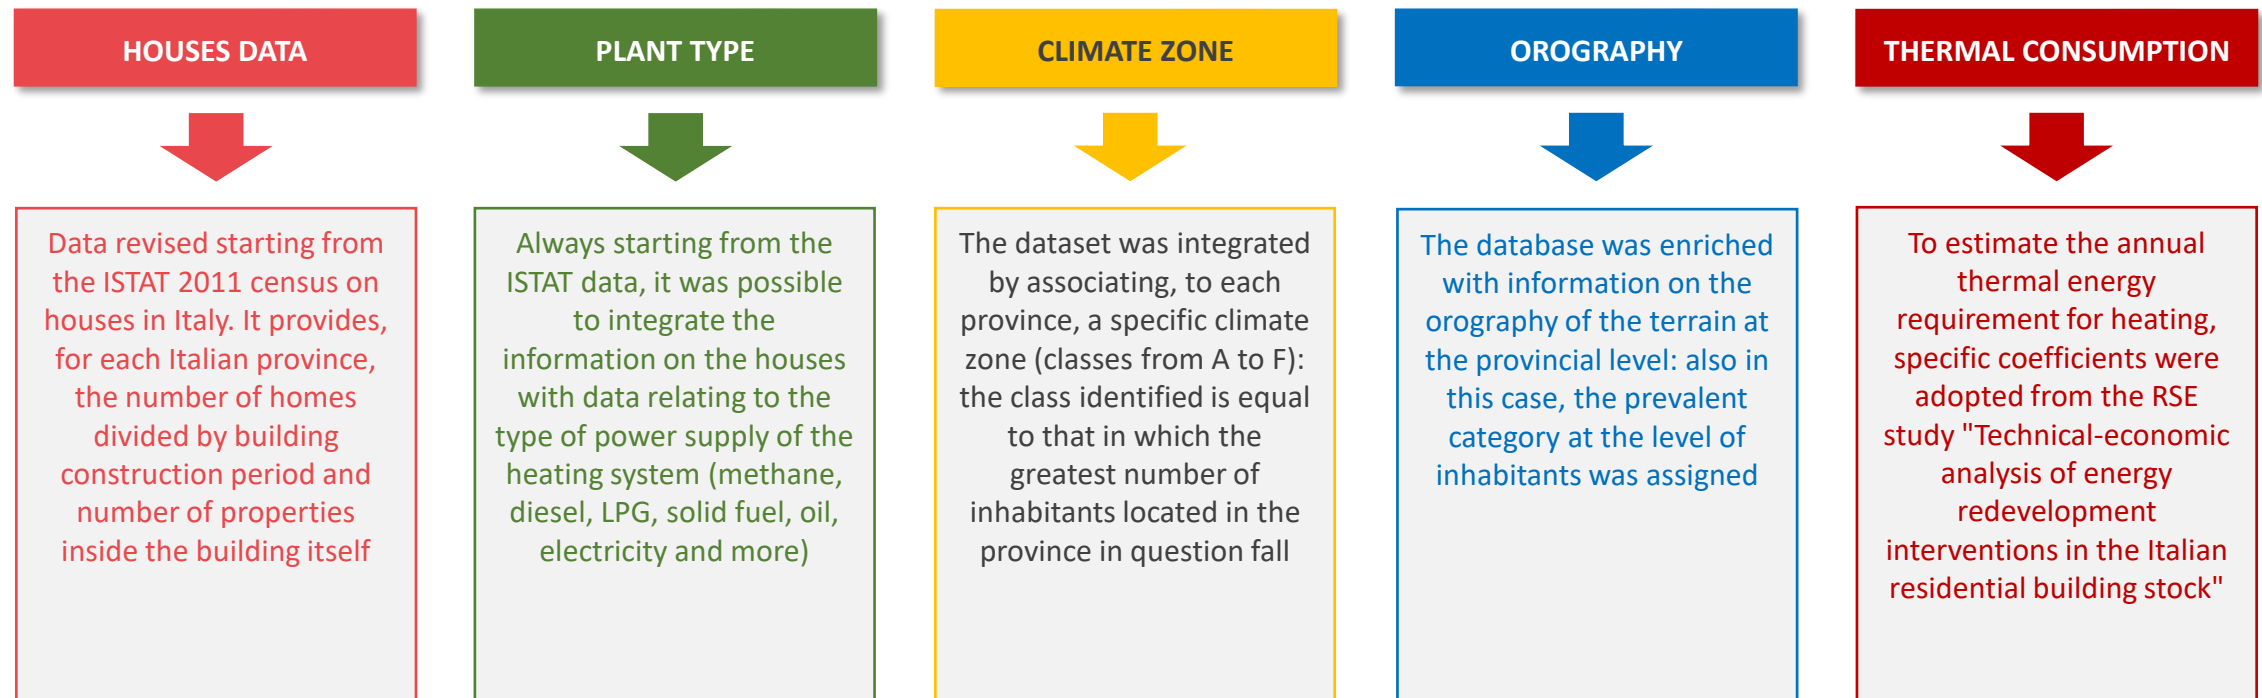 HOUSES DATA
Data revised starting from
the ISTAT 2011 census on
houses in Italy. It provides,
for each Italian province,
the number of homes
divided by building
construction period and
number of properties
inside the building itself
PLANT TYPE
Always starting from the
ISTAT data, it was possible
to integrate the
information on the houses
with data relating to the
type of power supply of the
heating system (methane,
diesel, LPG, solid fuel, oil,
electricity and more)
CLIMATE ZONE
The dataset was integrated
by associating, to each
province, a specific climate
zone (classes from A to F):
the class identified is equal
to that in which the
greatest number of
inhabitants located in the
province in question fall
OROGRAPHY
The database was enriched
with information on the
orography of the terrain at
the provincial level: also in
this case, the prevalent
category at the level of
inhabitants was assigned
THERMAL CONSUMPTION
To estimate the annual
thermal energy
requirement for heating,
specific coefficients were
adopted from the RSE
study "Technical-economic
analysis of energy
redevelopment
interventions in the Italian
residential building stock"